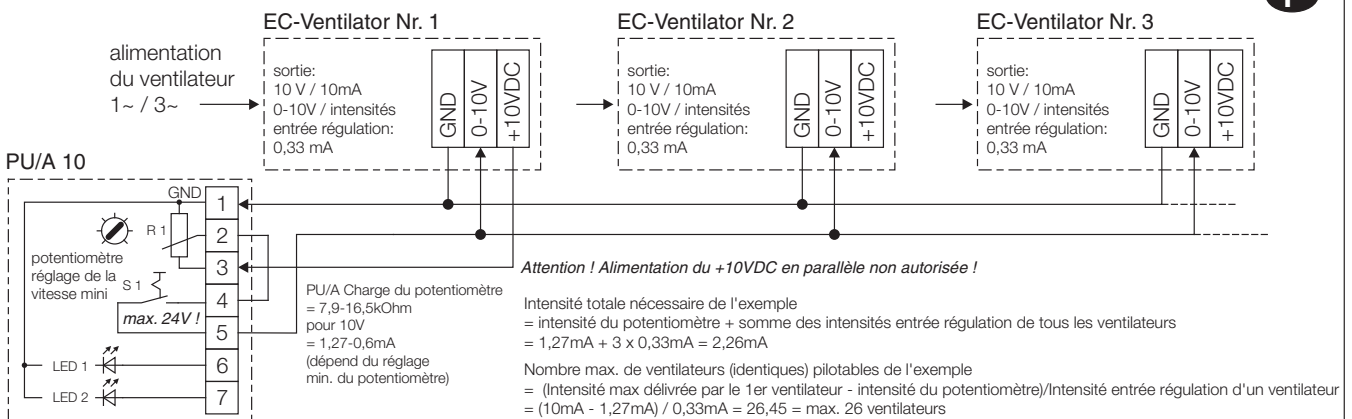 EC-Ventilator Nr. 1
EC-Ventilator Nr. 2
EC-Ventilator Nr. 3
alimentation
du ventilateur
1~ / 3~
sortie:
10 V / 10mA
0-10V / intensités
entrée régulation:
0,33 mA
GND
0-10V
+10VDC
sortie:
10 V / 10mA
0-10V / intensités
entrée régulation:
0,33 mA
GND
0-10V
+10VDC
sortie:
10 V / 10mA
0-10V / intensités
entrée régulation:
0,33 mA
GND
0-10V
+10VDC
PU/A 10
GND
1
R 1
2
potentiomètre
réglage de la
vitesse mini
3
S 1
4
max. 24V !
5
LED 1
6
LED 2
7
PU/A Charge du potentiomètre
= 7,9-16,5kOhm
pour 10V
= 1,27-0,6mA
(dépend du réglage
min. du potentiomètre)
Attention ! Alimentation du +10VDC en parallèle non autorisée !
Intensité totale nécessaire de l'exemple
= intensité du potentiomètre + somme des intensités entrée régulation de tous les ventilateurs
= 1,27mA + 3 x 0,33mA = 2,26mA
Nombre max. de ventilateurs (identiques) pilotables de l'exemple
= (Intensité max délivrée par le 1er ventilateur - intensité du potentiomètre)/Intensité entrée régulation d'un ventilateur
= (10mA - 1,27mA) / 0,33mA = 26,45 = max. 26 ventilateurs